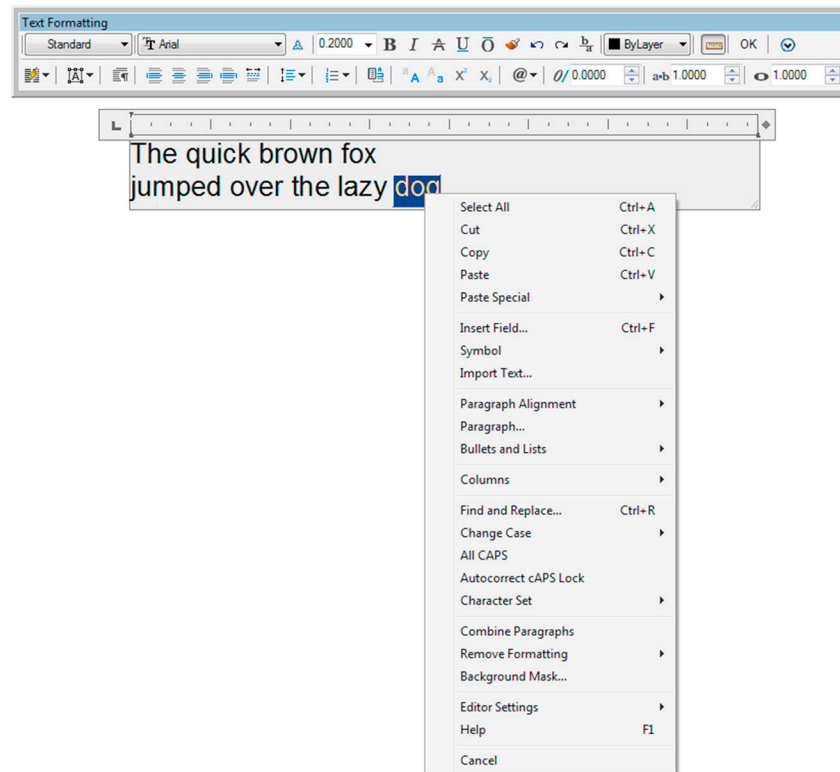 Text Formatting
Standard Arial 0.2000 B I A U O b/a ByLayer OK
@ 0/ 0.0000 a•b 1.0000 1.0000
The quick brown fox
jumped over the lazy dog
Select All Ctrl+A
Cut Ctrl+X
Copy Ctrl+C
Paste Ctrl+V
Paste Special
Insert Field... Ctrl+F
Symbol
Import Text...
Paragraph Alignment
Paragraph...
Bullets and Lists
Columns
Find and Replace... Ctrl+R
Change Case
All CAPS
Autocorrect cAPS Lock
Character Set
Combine Paragraphs
Remove Formatting
Background Mask...
Editor Settings
Help F1
Cancel